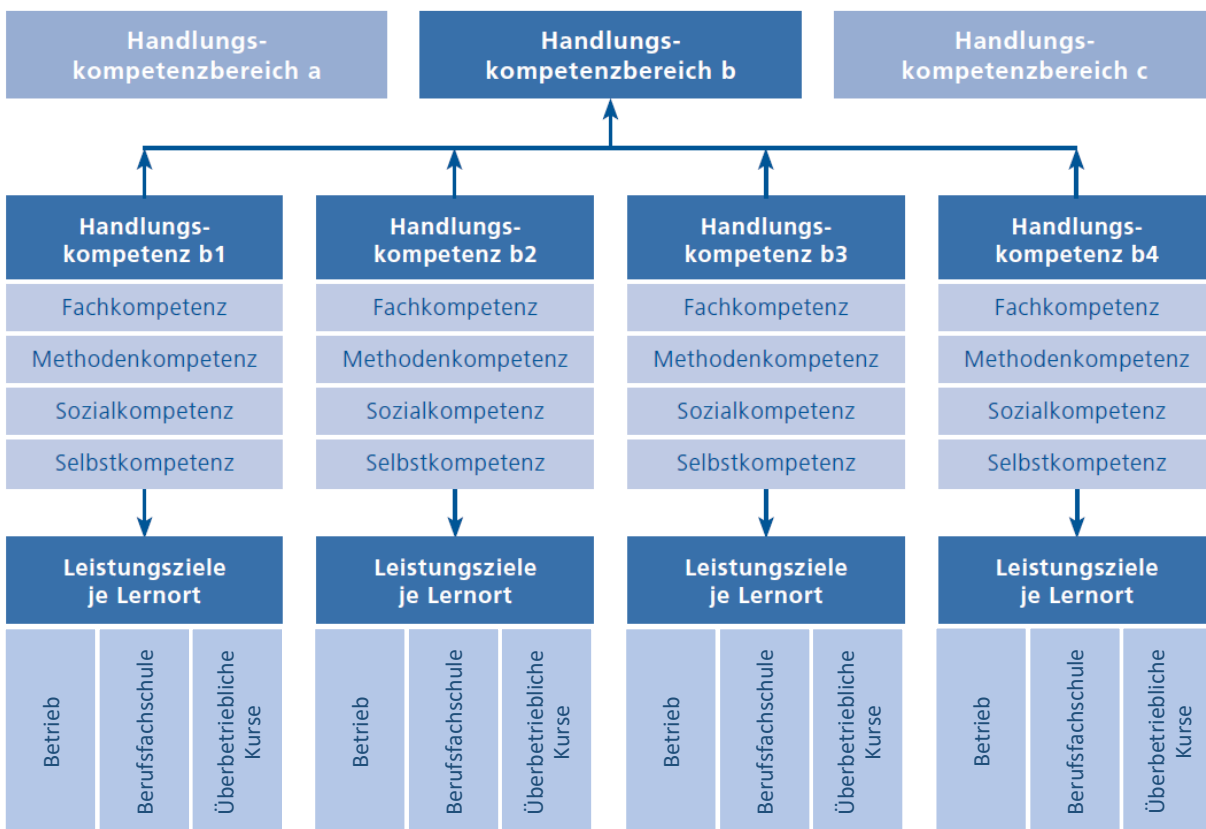 Handlungs-
kompetenzbereich a
Handlungs-
kompetenzbereich b
Handlungs-
kompetenzbereich c
Handlungs-
kompetenz b1
Fachkompetenz
Methodenkompetenz
Sozialkompetenz
Selbstkompetenz
Leistungsziele
je Lernort
Betrieb
Berufsfachschule
Überbetriebliche
Kurse
Handlungs-
kompetenz b2
Fachkompetenz
Methodenkompetenz
Sozialkompetenz
Selbstkompetenz
Leistungsziele
je Lernort
Betrieb
Berufsfachschule
Überbetriebliche
Kurse
Handlungs-
kompetenz b3
Fachkompetenz
Methodenkompetenz
Sozialkompetenz
Selbstkompetenz
Leistungsziele
je Lernort
Betrieb
Berufsfachschule
Überbetriebliche
Kurse
Handlungs-
kompetenz b4
Fachkompetenz
Methodenkompetenz
Sozialkompetenz
Selbstkompetenz
Leistungsziele
je Lernort
Betrieb
Berufsfachschule
Überbetriebliche
Kurse